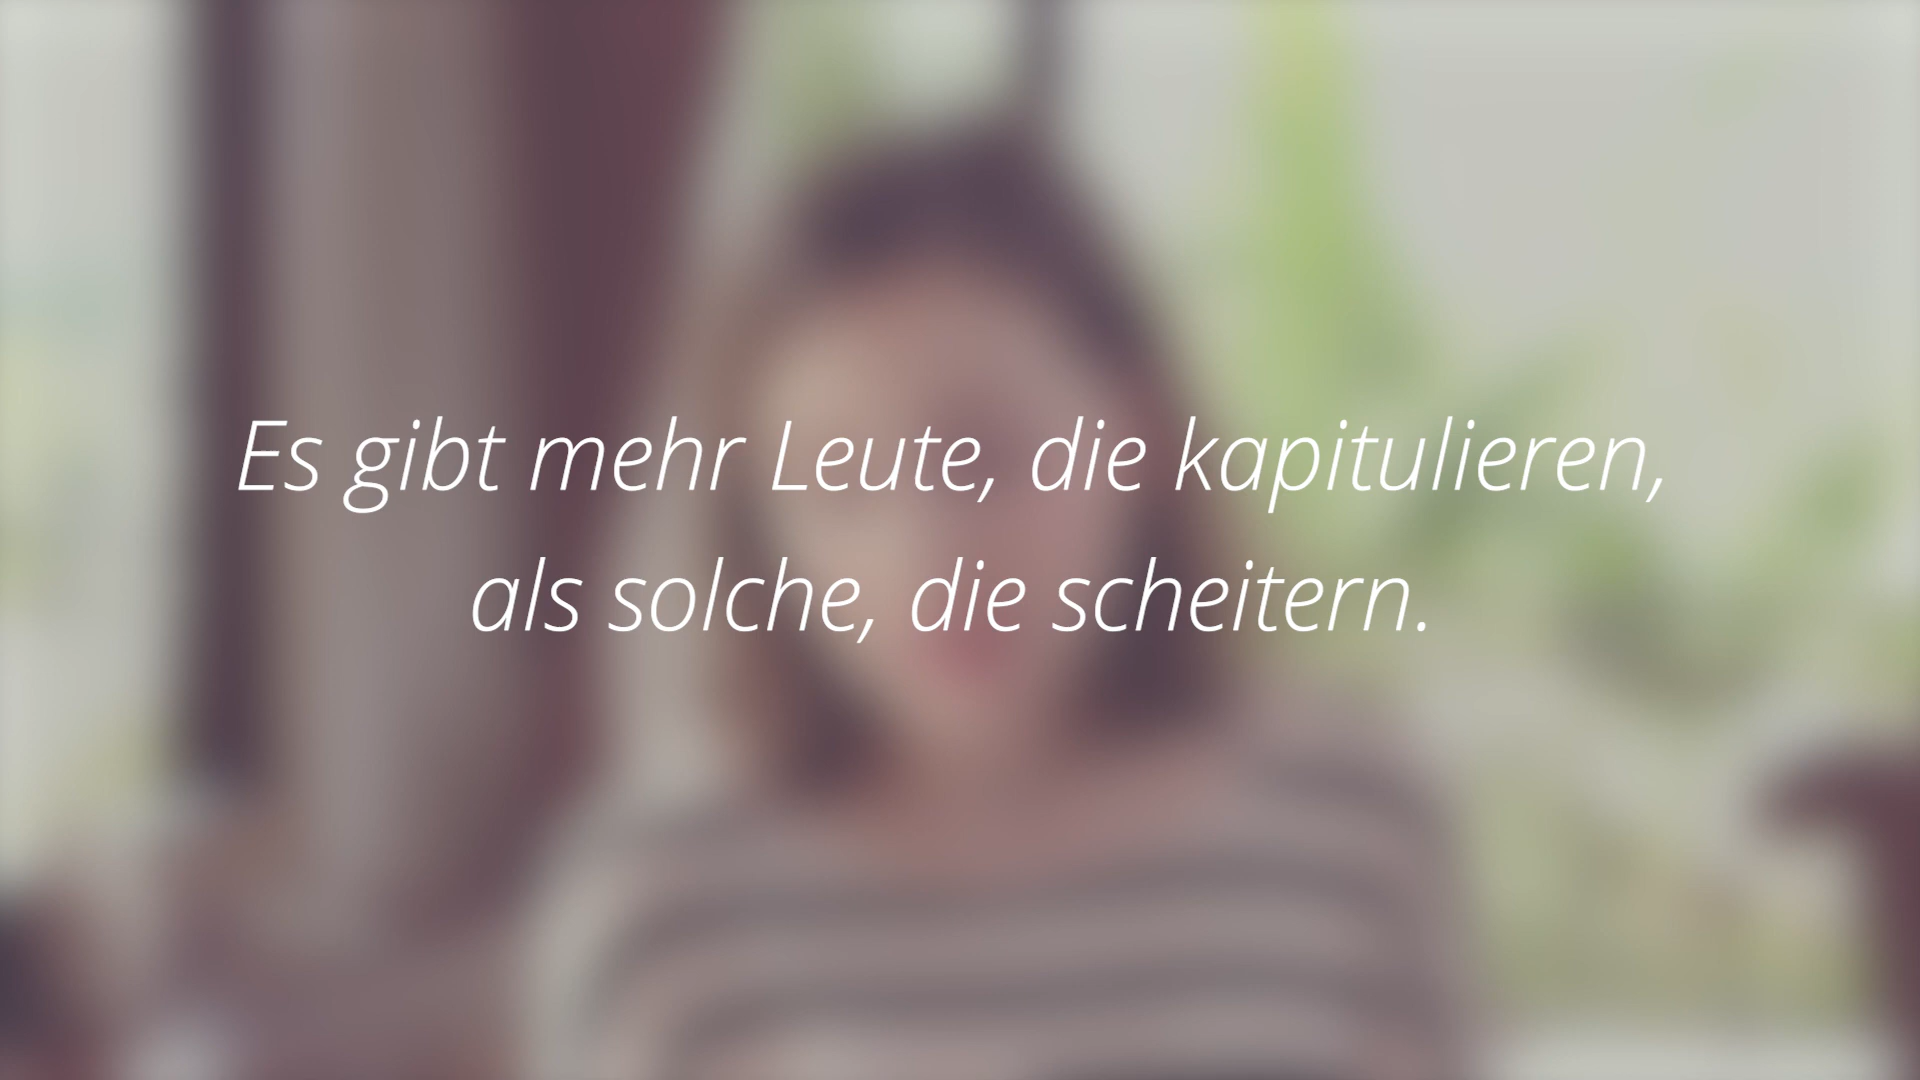 Es gibt mehr Leute, die kapitulieren,
als solche, die scheitern.